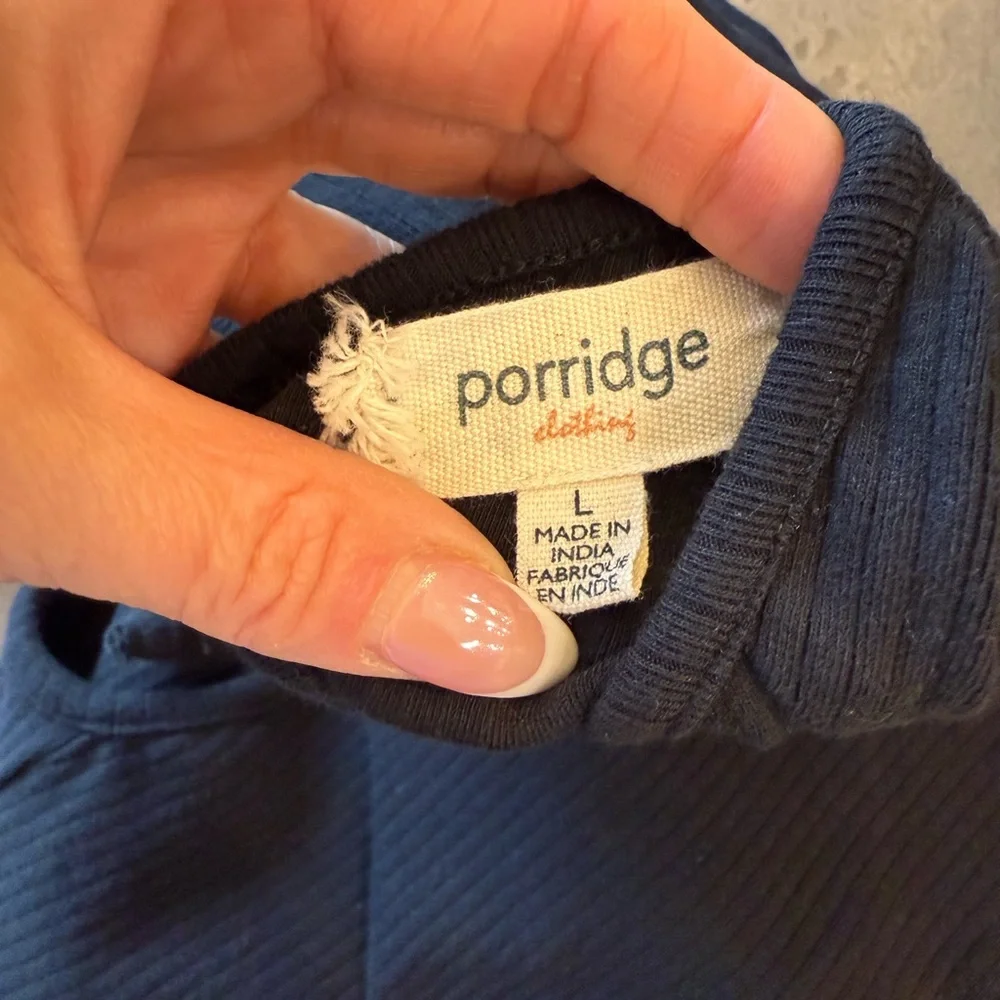 porridge
clothing
L
MADE IN
INDIA
FABRIQUE
EN INDE